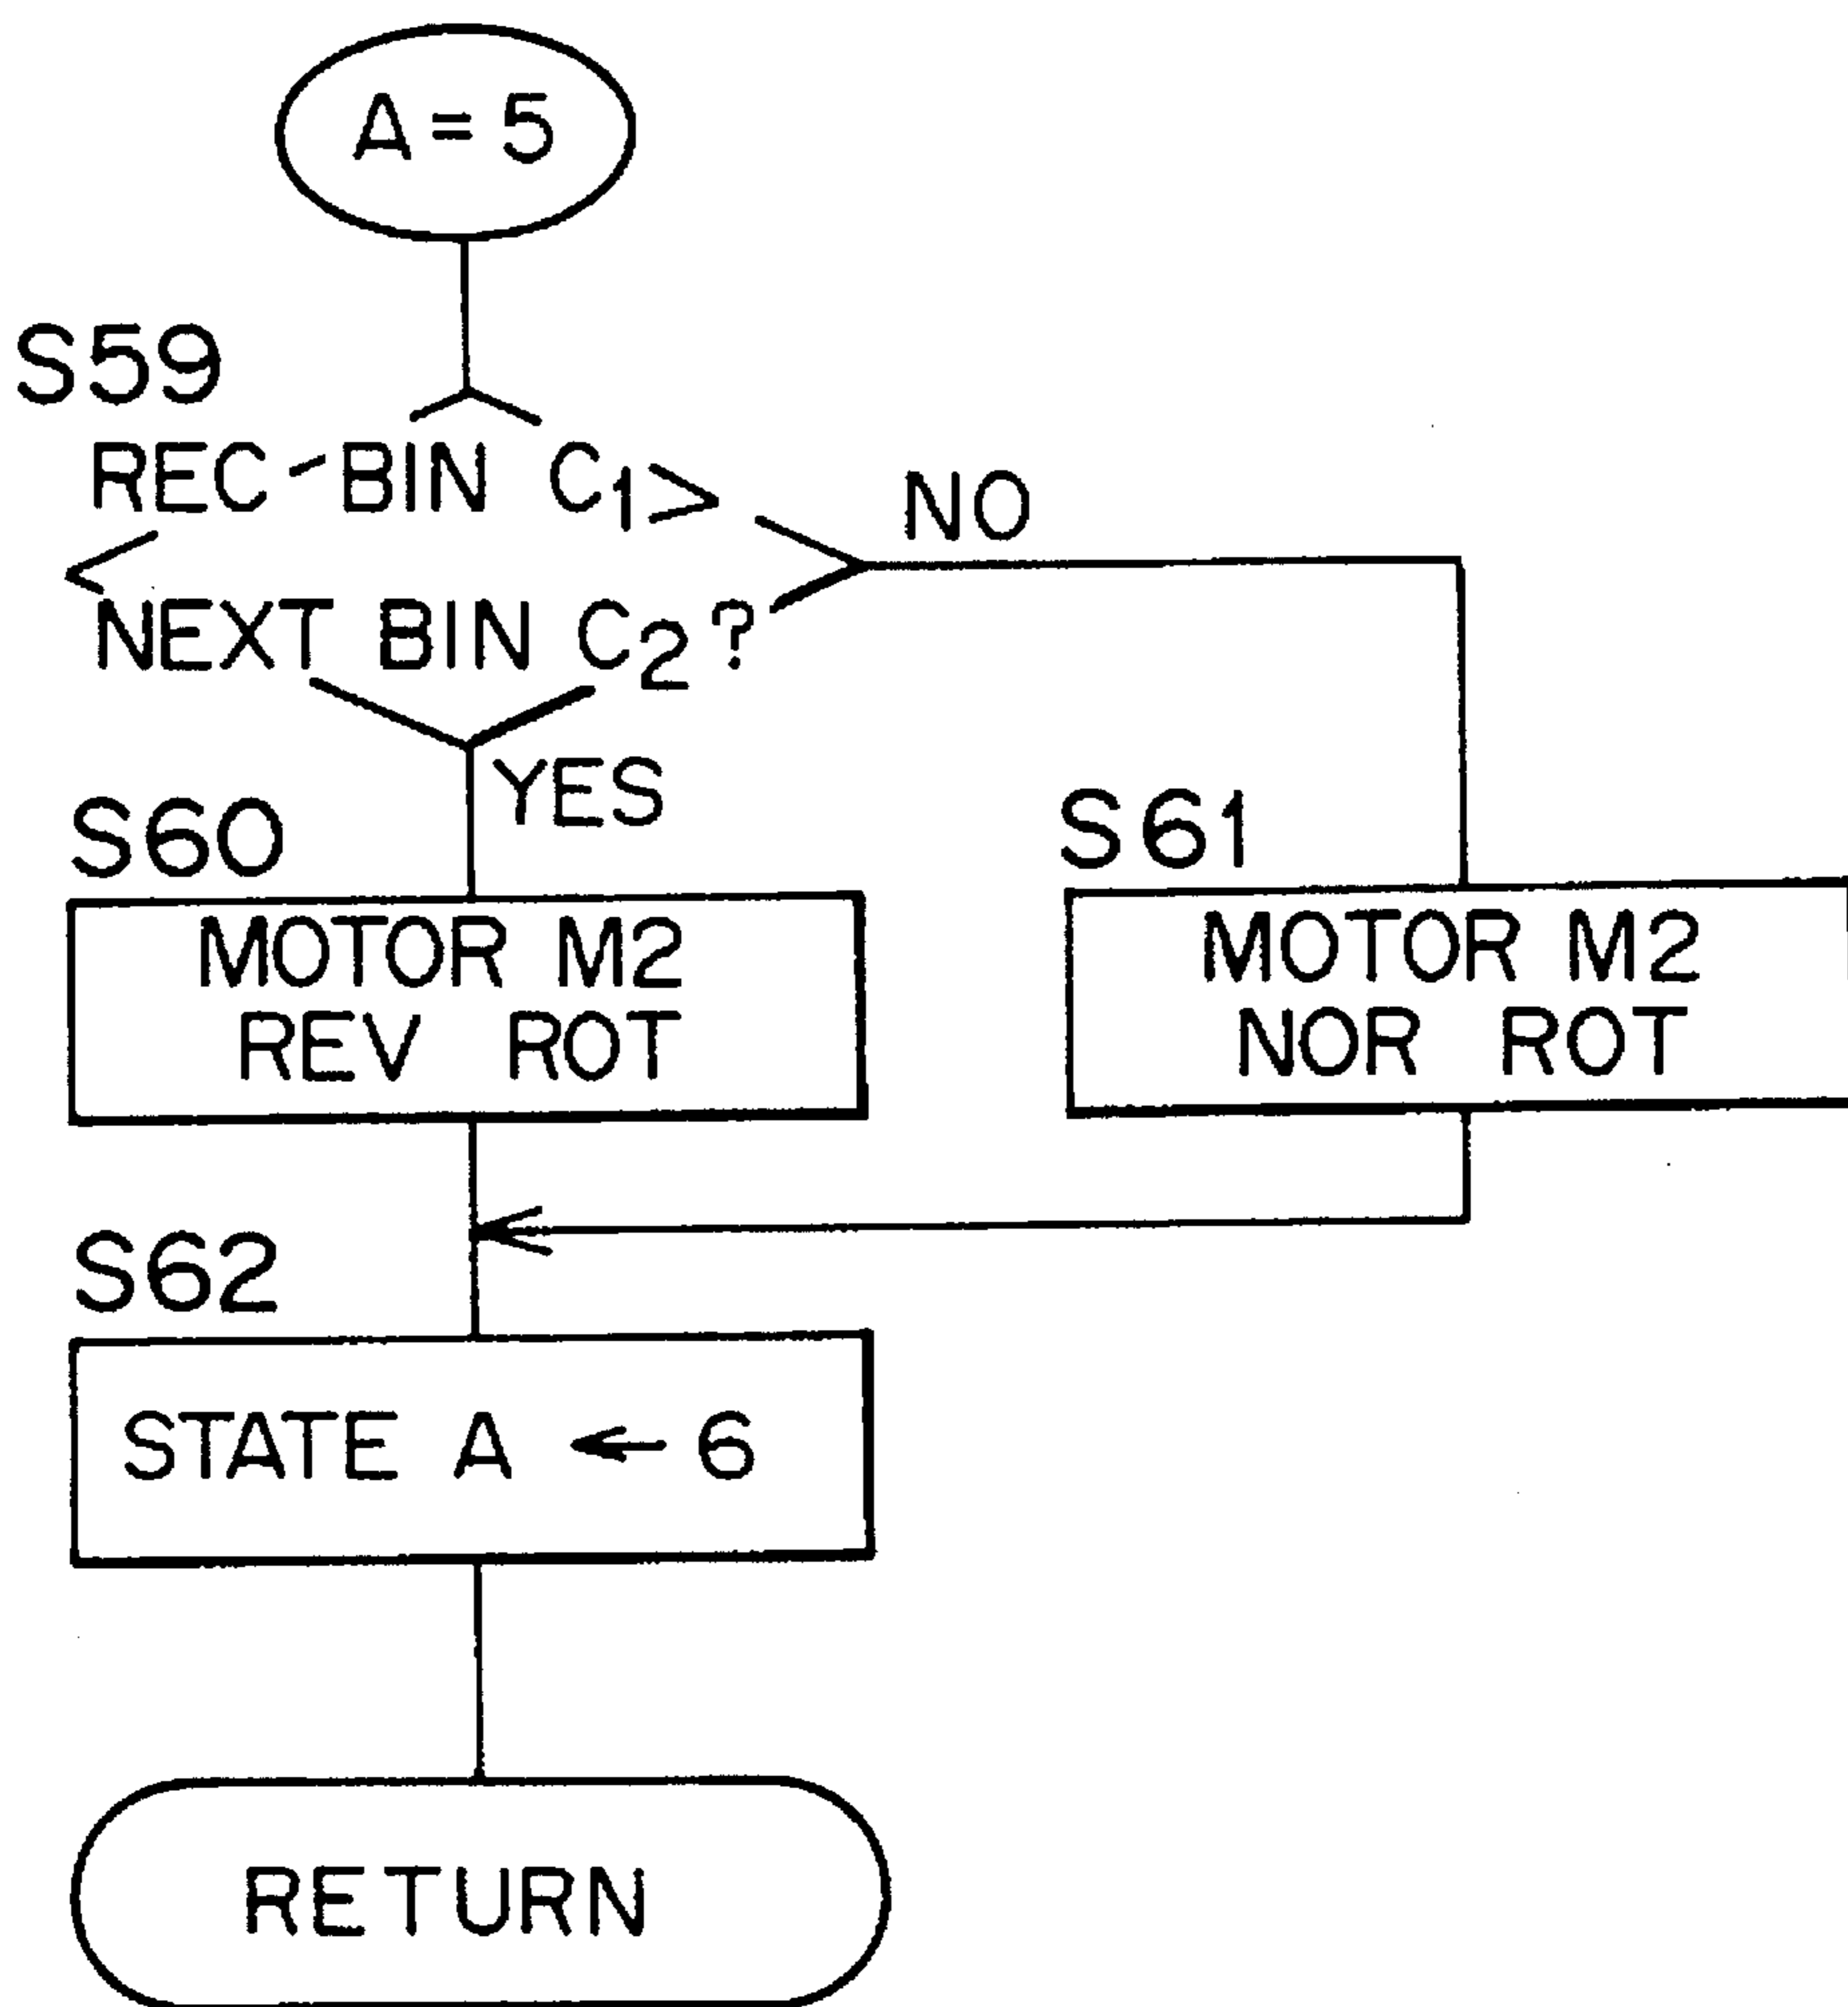 A=5
S59
REC-BIN C1>
NO
NEXT BIN C2?
YES
S60
S61
MOTOR M2
REV ROT
MOTOR M2
NOR ROT
S62
STATE A ← 6
RETURN